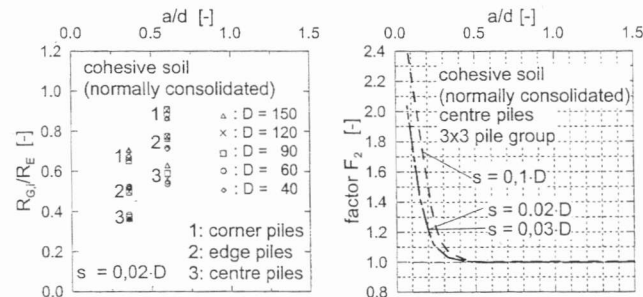 a/d [-]
0.0 0.5 1.0 1.5
1.2
1.0
0.8
0.6
0.4
0.2
0.0
R_G,i/R_E [-]
cohesive soil
(normally consolidated)
1 △ : D = 150
× : D = 120
2 □ : D = 90
1 ○ : D = 60
3 ◇ : D = 40
2
3
1: corner piles
2: edge piles
s = 0,02·D 3: centre piles
a/d [-]
0.0 0.5 1.0 1.5
2.4
2.2
2.0
1.8
1.6
1.4
1.2
1.0
0.8
factor F₂ [-]
cohesive soil
(normally consolidated)
centre piles
3x3 pile group
s = 0,1·D
s = 0.02·D
s = 0,03·D